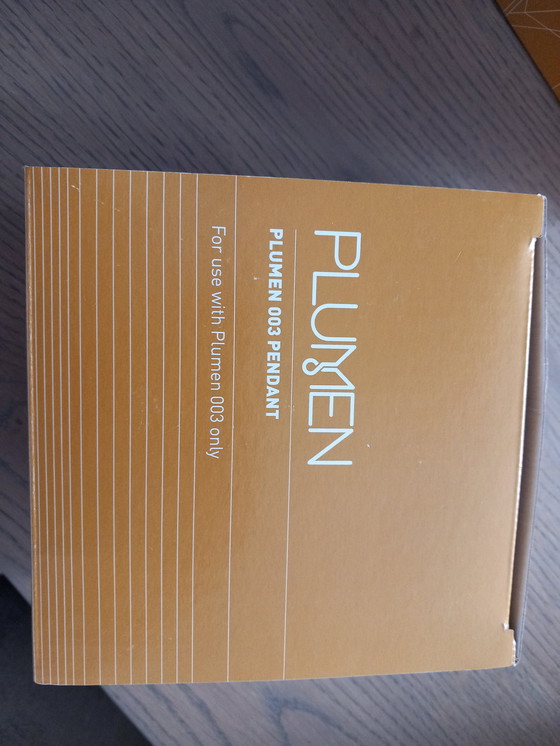 PLUMEN
PLUMEN 003 PENDANT
For use with Plumen 003 only